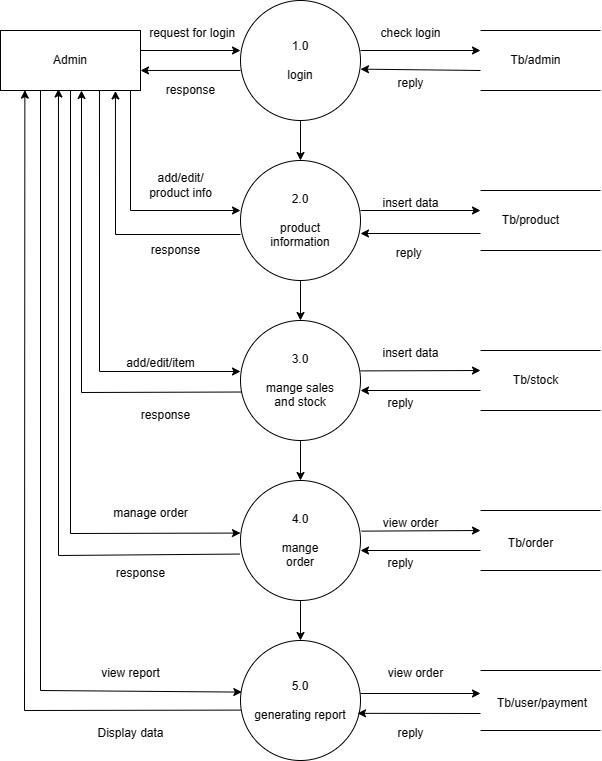 request for login
1.0
check login
Admin
login
Tb/admin
response
reply
add/edit/
product info
2.0
product
information
insert data
Tb/product
response
reply
add/edit/item
3.0
mange sales
and stock
insert data
Tb/stock
response
reply
manage order
4.0
mange
order
view order
Tb/order
response
reply
view report
5.0
generating report
view order
Tb/user/payment
Display data
reply